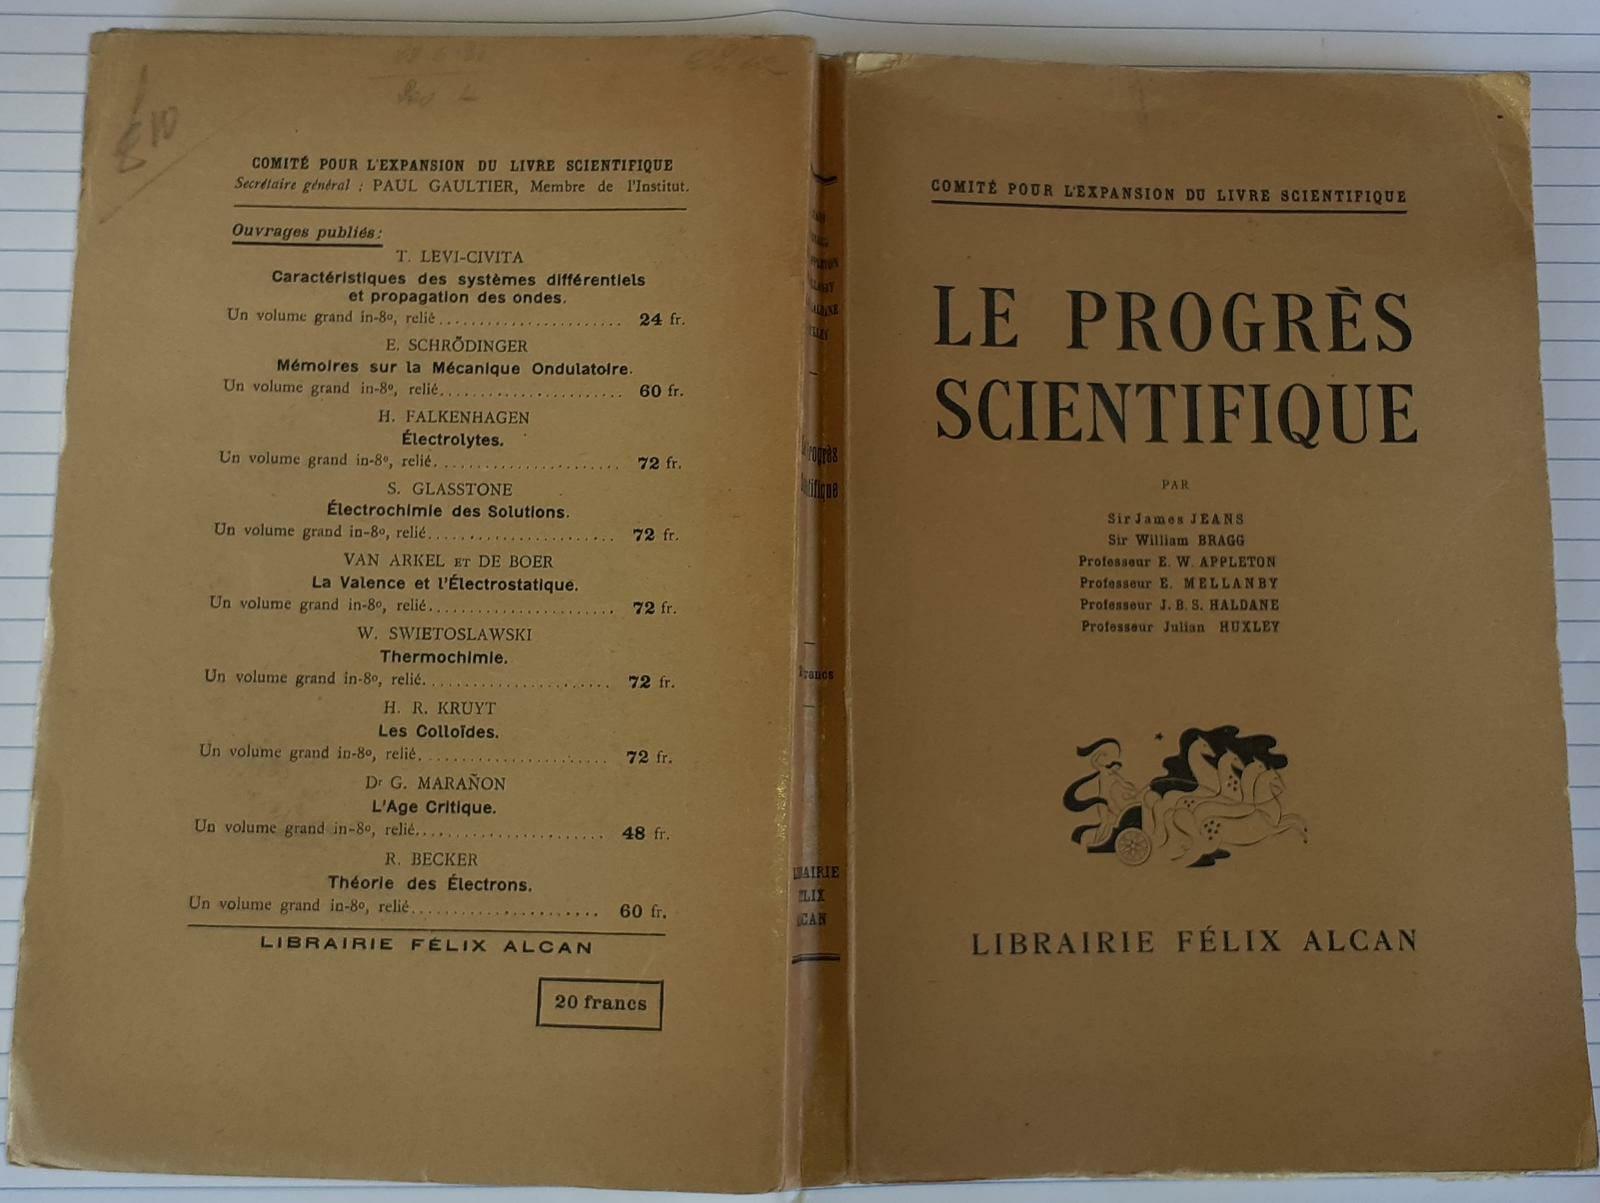 810
COMITÉ POUR L'EXPANSION DU LIVRE SCIENTIFIQUE
Secrétaire général : PAUL GAULTIER, Membre de l'Institut.
Ouvrages publiés:
T. LEVI-CIVITA
Caractéristiques des systèmes différentiels
et propagation des ondes.
Un volume grand in-8º, relié........................ 24 fr.
E. SCHRÖDINGER
Mémoires sur la Mécanique Ondulatoire.
Un volume grand in-8º, relié........................ 60 fr.
H. FALKENHAGEN
Électrolytes.
Un volume grand in-8º, relié........................ 72 fr.
S. GLASSTONE
Électrochimie des Solutions.
Un volume grand in-8º, relié........................ 72 fr.
VAN ARKEL ET DE BOER
La Valence et l'Électrostatique.
Un volume grand in-8º, relié........................ 72 fr.
W. SWIETOSLAWSKI
Thermochimie.
Un volume grand in-8º, relié........................ 72 fr.
H. R. KRUYT
Les Colloïdes.
Un volume grand in-8º, relié........................ 72 fr.
Dr G. MARAÑON
L'Age Critique.
Un volume grand in-8º, relié........................ 48 fr.
R. BECKER
Théorie des Électrons.
Un volume grand in-8º, relié........................ 60 fr.
LIBRAIRIE FÉLIX ALCAN
20 francs
COMITÉ POUR L'EXPANSION DU LIVRE SCIENTIFIQUE
LE PROGRÈS
SCIENTIFIQUE
PAR
Sir James JEANS
Sir William BRAGG
Professeur E. W. APPLETON
Professeur E. MELLANBY
Professeur J. B. S. HALDANE
Professeur Julian HUXLEY
LIBRAIRIE FÉLIX ALCAN